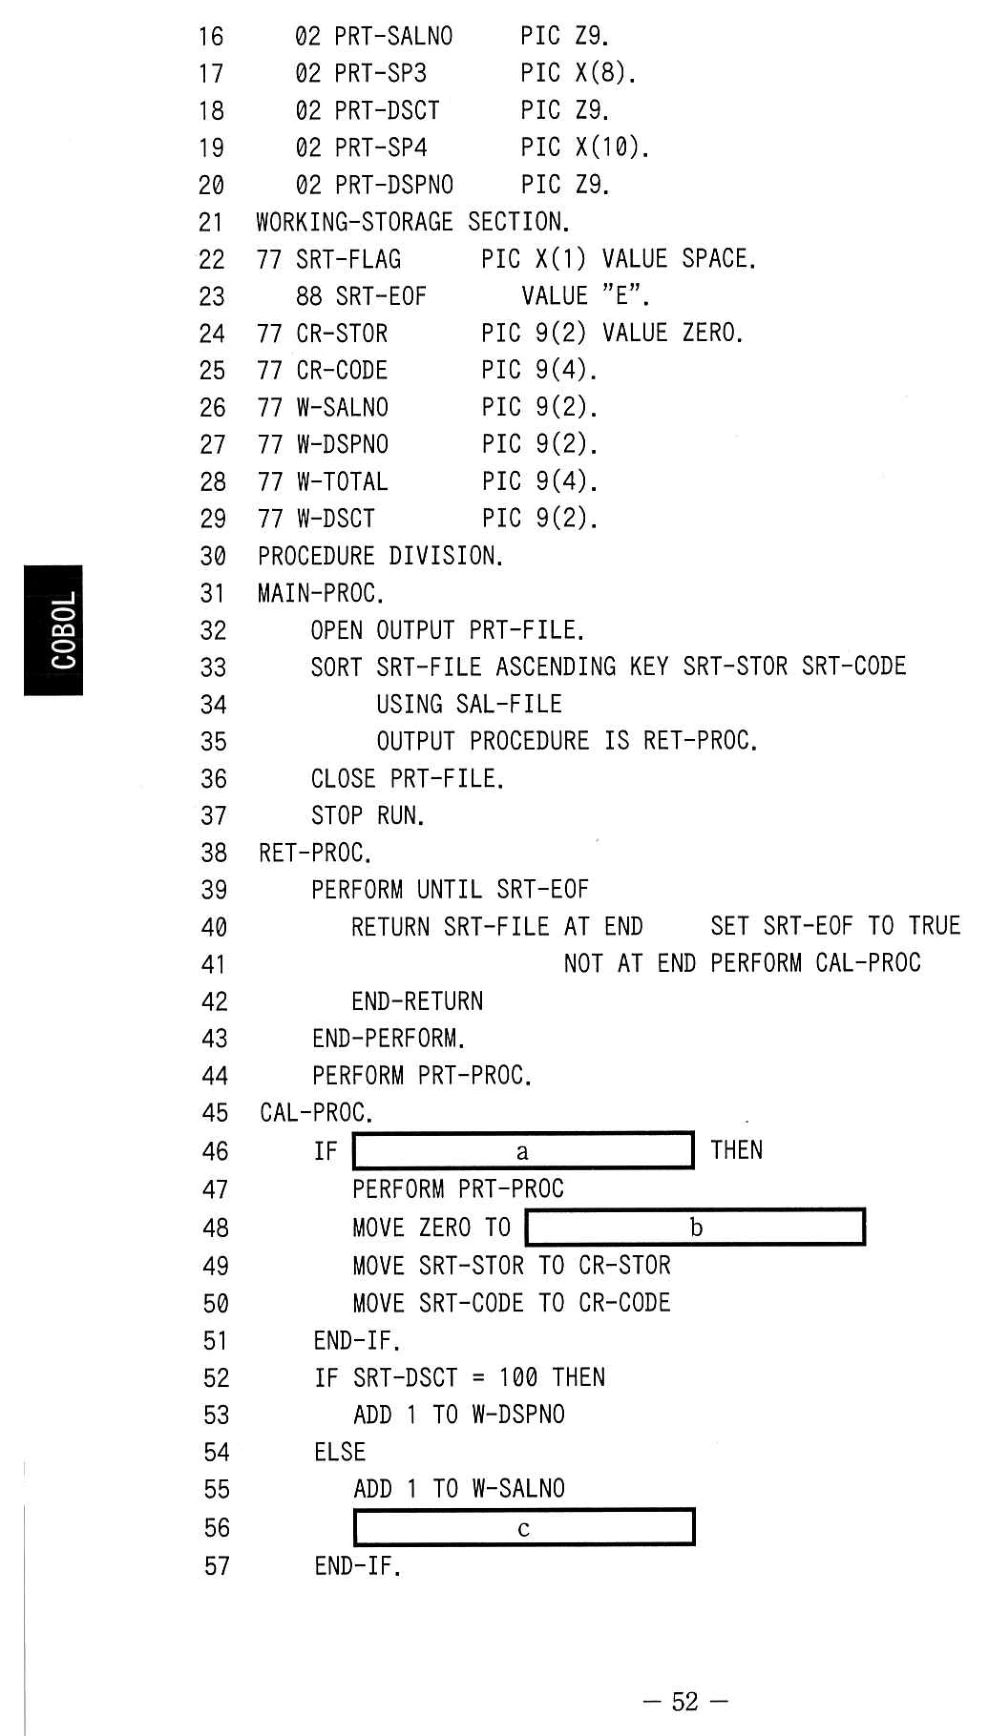 16 02 PRT-SALNO PIC Z9.
17 02 PRT-SP3 PIC X(8).
18 02 PRT-DSCT PIC Z9.
19 02 PRT-SP4 PIC X(10).
20 02 PRT-DSPNO PIC Z9.
21 WORKING-STORAGE SECTION.
22 77 SRT-FLAG PIC X(1) VALUE SPACE.
23 88 SRT-EOF VALUE ”E”.
24 77 CR-STOR PIC 9(2) VALUE ZERO.
25 77 CR-CODE PIC 9(4).
26 77 W-SALNO PIC 9(2).
27 77 W-DSPNO PIC 9(2).
28 77 W-TOTAL PIC 9(4).
29 77 W-DSCT PIC 9(2).
30 PROCEDURE DIVISION.
31 MAIN-PROC.
32 OPEN OUTPUT PRT-FILE.
33 SORT SRT-FILE ASCENDING KEY SRT-STOR SRT-CODE
34 USING SAL-FILE
35 OUTPUT PROCEDURE IS RET-PROC.
36 CLOSE PRT-FILE.
37 STOP RUN.
38 RET-PROC.
39 PERFORM UNTIL SRT-EOF
40 RETURN SRT-FILE AT END SET SRT-EOF TO TRUE
41 NOT AT END PERFORM CAL-PROC
42 END-RETURN
43 END-PERFORM.
44 PERFORM PRT-PROC.
45 CAL-PROC.
46 IF a THEN
47 PERFORM PRT-PROC
48 MOVE ZERO TO b
49 MOVE SRT-STOR TO CR-STOR
50 MOVE SRT-CODE TO CR-CODE
51 END-IF.
52 IF SRT-DSCT = 100 THEN
53 ADD 1 TO W-DSPNO
54 ELSE
55 ADD 1 TO W-SALNO
56 c
57 END-IF.
COBOL
— 52 —